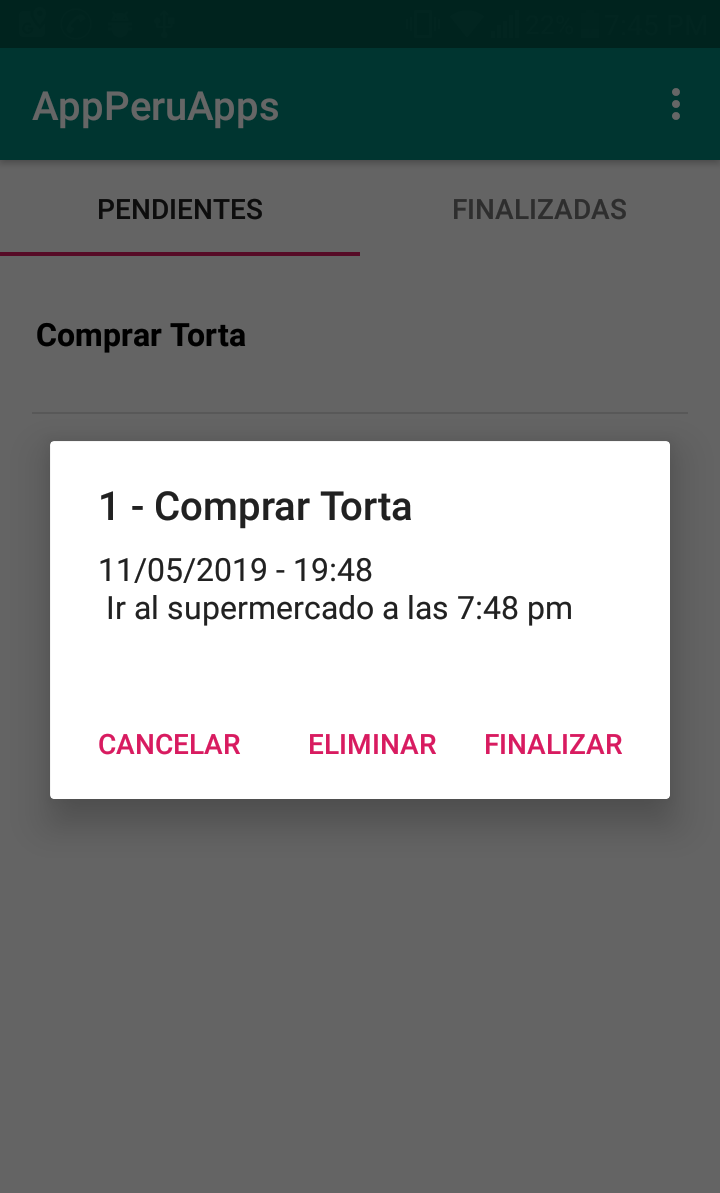 AppPeruApps
PENDIENTES FINALIZADAS
Comprar Torta
1 - Comprar Torta
11/05/2019 - 19:48
Ir al supermercado a las 7:48 pm
CANCELAR ELIMINAR FINALIZAR